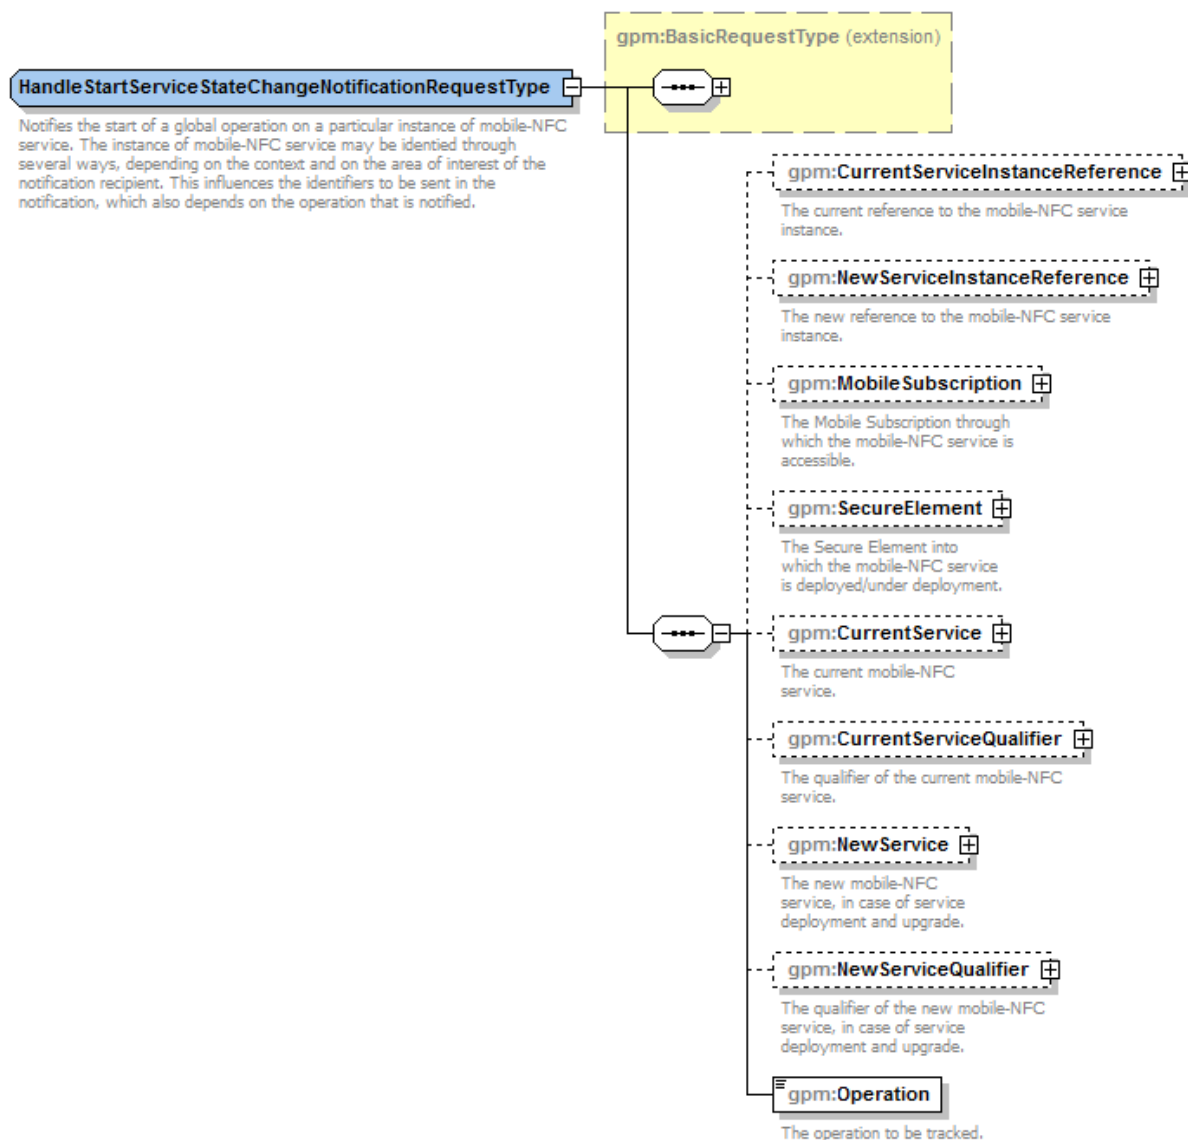 gpm:BasicRequestType (extension)
HandleStartServiceStateChangeNotificationRequestType
Notifies the start of a global operation on a particular instance of mobile-NFC
service. The instance of mobile-NFC service may be identied through
several ways, depending on the context and on the area of interest of the
notification recipient. This influences the identifiers to be sent in the
notification, which also depends on the operation that is notified.
gpm:CurrentServiceInstanceReference
The current reference to the mobile-NFC service
instance.
gpm:NewServiceInstanceReference
The new reference to the mobile-NFC service
instance.
gpm:MobileSubscription
The Mobile Subscription through
which the mobile-NFC service is
accessible.
gpm:SecureElement
The Secure Element into
which the mobile-NFC service
is deployed/under deployment.
gpm:CurrentService
The current mobile-NFC
service.
gpm:CurrentServiceQualifier
The qualifier of the current mobile-NFC
service.
gpm:NewService
The new mobile-NFC
service, in case of service
deployment and upgrade.
gpm:NewServiceQualifier
The qualifier of the new mobile-NFC
service, in case of service
deployment and upgrade.
gpm:Operation
The operation to be tracked.